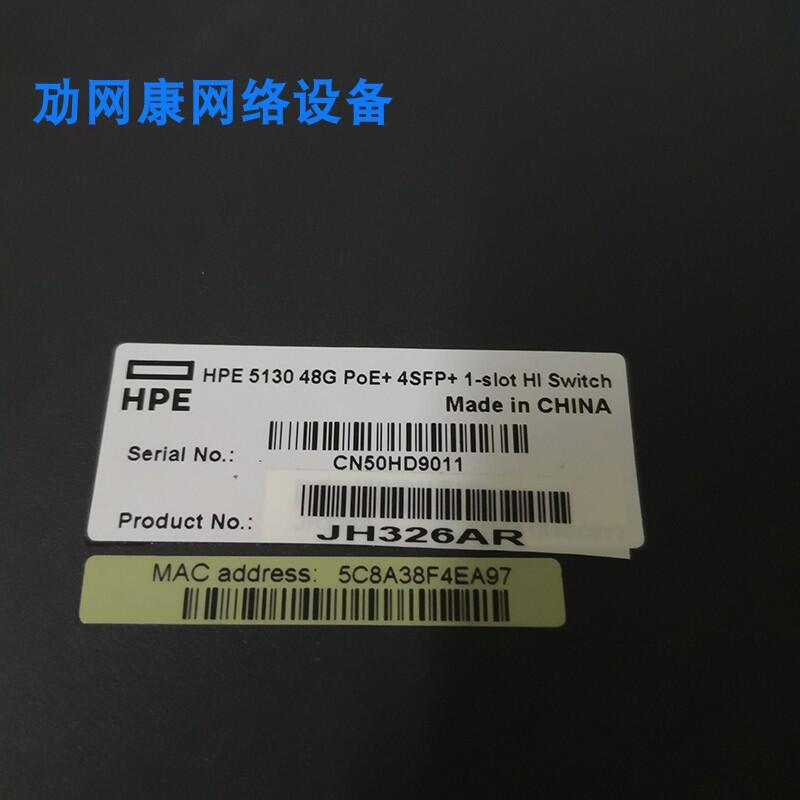 劢网康网络设备
HPE 5130 48G PoE+ 4SFP+ 1-slot HI Switch
HPE
Made in CHINA
Serial No.:
CN50HD9011
Product No.:
JH326AR
MAC address: 5C8A38F4EA97